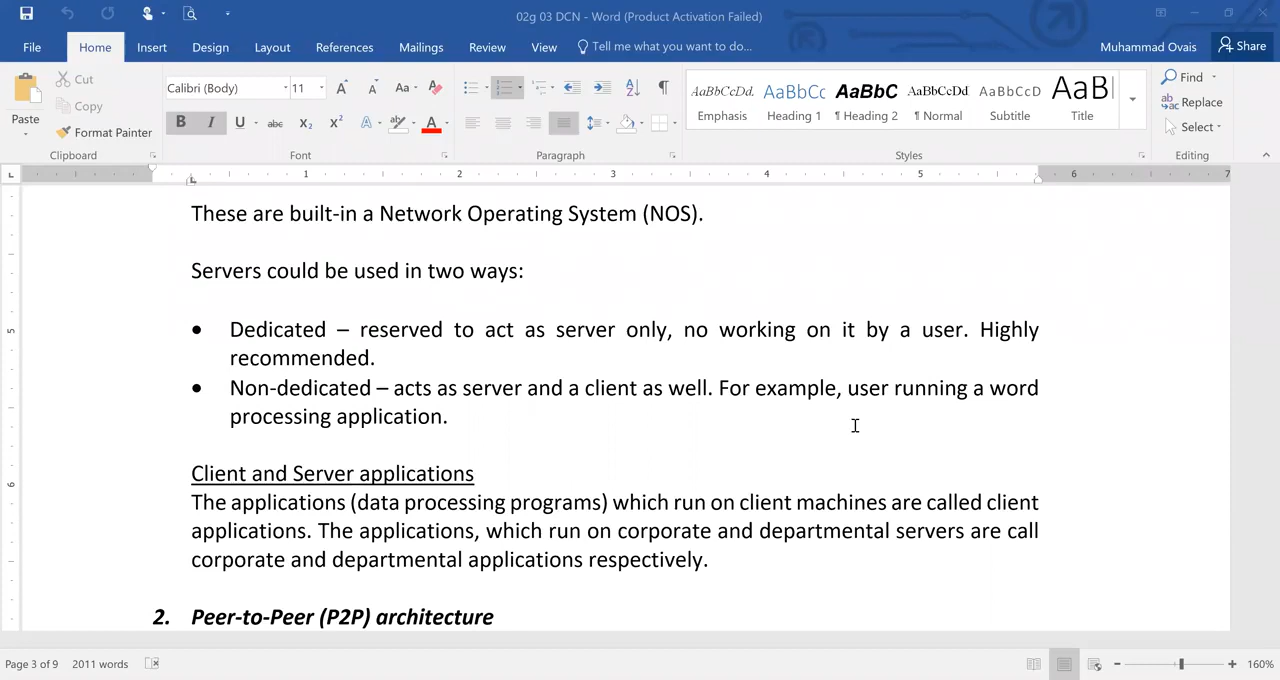 02g 03 DCN - Word (Product Activation Failed)
File Home Insert Design Layout References Mailings Review View Tell me what you want to do... Muhammad Ovais Share
Paste
Cut
Copy
Format Painter
Clipboard
Calibri (Body) 11
Font
Paragraph
AaBbCcDd. AaBbCc AaBbC AaBbCcDd AaBbCcD AaB
Emphasis Heading 1 ¶ Heading 2 ¶ Normal Subtitle Title
Styles
Find
Replace
Select
Editing
1 2 3 4 5 6 7
These are built-in a Network Operating System (NOS).
Servers could be used in two ways:
• Dedicated – reserved to act as server only, no working on it by a user. Highly
recommended.
• Non-dedicated – acts as server and a client as well. For example, user running a word
processing application.
Client and Server applications
The applications (data processing programs) which run on client machines are called client
applications. The applications, which run on corporate and departmental servers are call
corporate and departmental applications respectively.
2. Peer-to-Peer (P2P) architecture
Page 3 of 9 2011 words 160%